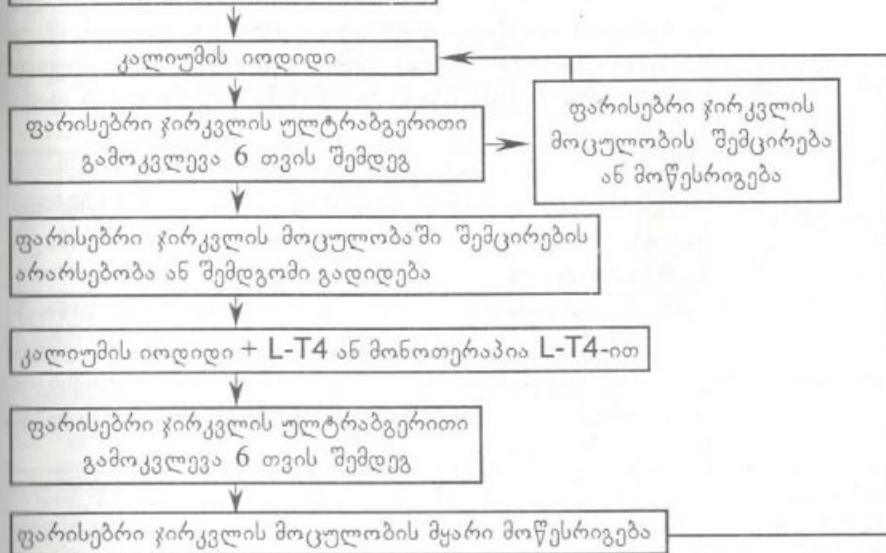 კალიუმის იოდიდი
ფარისებრი ჯირკვლის ულტრაბგერითი
გამოკვლევა 6 თვის შემდეგ
ფარისებრი ჯირკვლის
მოცულობის შემცირება
ან მოწესრიგება
ფარისებრი ჯირკვლის მოცულობაში შემცირების
არარსებობა ან შემდგომი გადიდება
კალიუმის იოდიდი + L-T4 ან მონოთერაპია L-T4-ით
ფარისებრი ჯირკვლის ულტრაბგერითი
გამოკვლევა 6 თვის შემდეგ
ფარისებრი ჯირკვლის მოცულობის მყარი მოწესრიგება